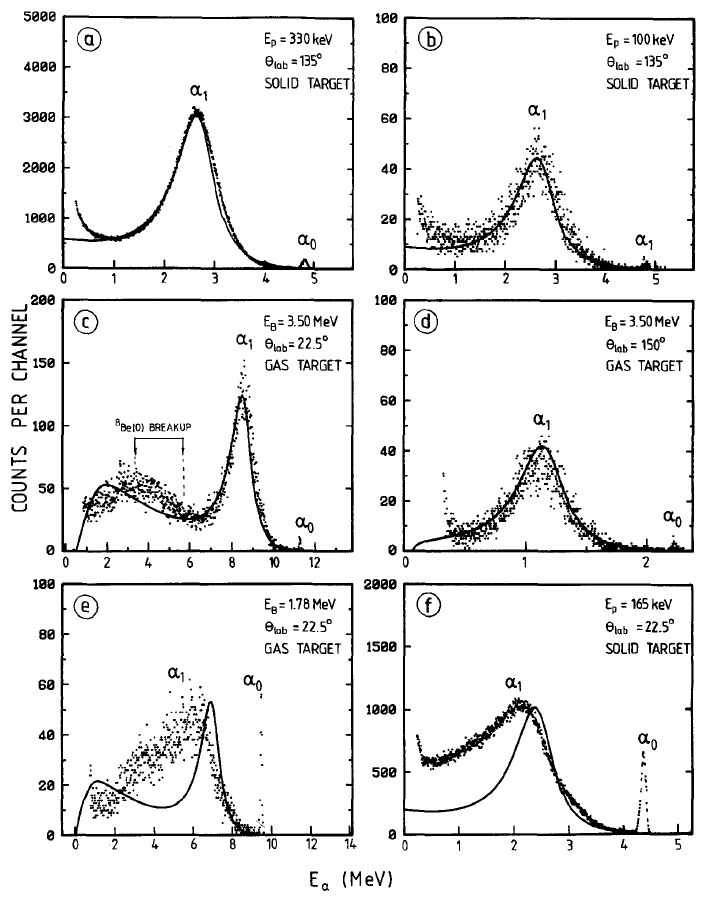 5000
4000
3000
2000
1000
0
0 1 2 3 4 5
a
Ep = 330 keV
Θlab = 135°
SOLID TARGET
α1
α0
100
80
60
40
20
0
0 1 2 3 4 5
b
Ep = 100 keV
Θlab = 135°
SOLID TARGET
α1
α1
200
150
100
50
0
0 2 4 6 8 10 12
c
EB = 3.50 MeV
Θlab = 22.5°
GAS TARGET
α1
8Be(0) BREAKUP
α0
100
80
60
40
20
0
0 1 2
d
EB = 3.50 MeV
Θlab = 150°
GAS TARGET
α1
α0
100
80
60
40
20
0
0 2 4 6 8 10 12 14
e
EB = 1.78 MeV
Θlab = 22.5°
GAS TARGET
α1
α0
2000
1500
1000
500
0
0 1 2 3 4 5
f
Ep = 165 keV
Θlab = 22.5°
SOLID TARGET
α1
α0
COUNTS PER CHANNEL
Eα (MeV)